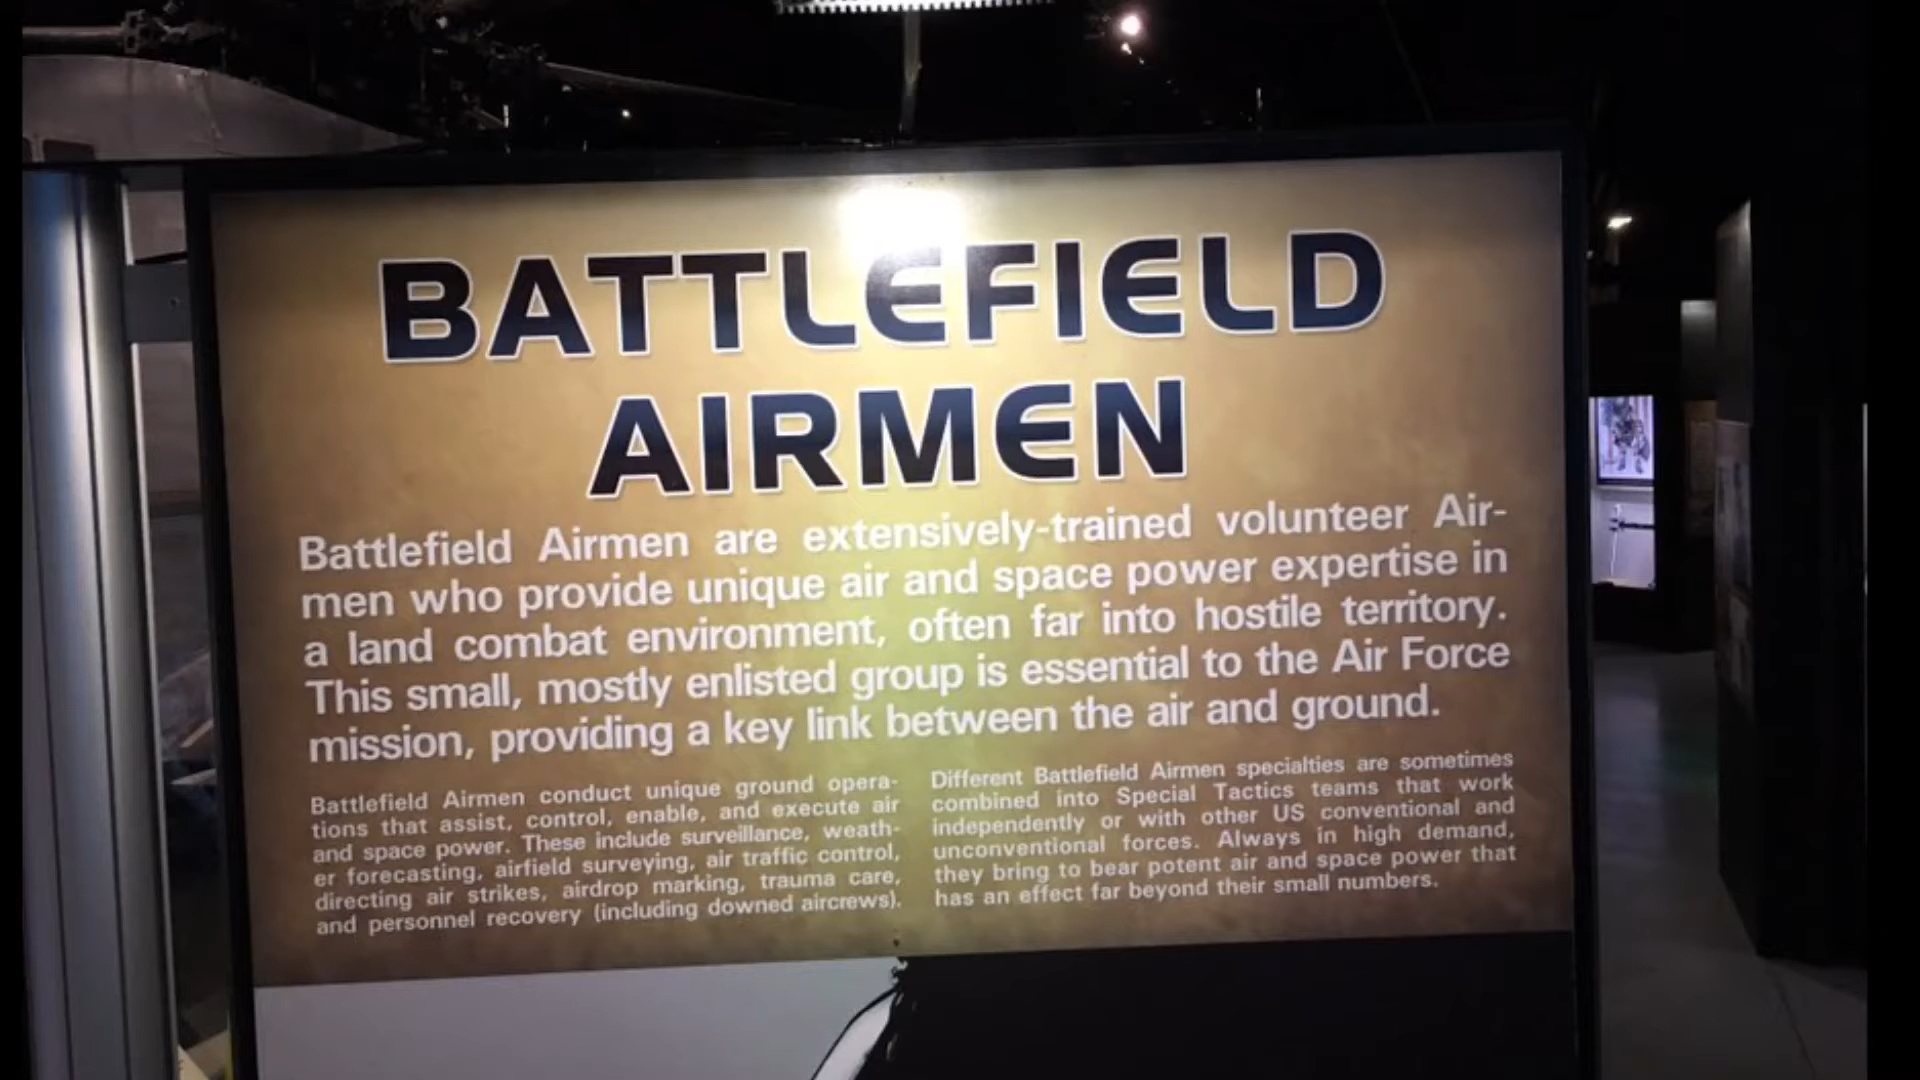 BATTLEFIELD
AIRMEN
Battlefield Airmen are extensively-trained volunteer Air-
men who provide unique air and space power expertise in
a land combat environment, often far into hostile territory.
This small, mostly enlisted group is essential to the Air Force
mission, providing a key link between the air and ground.
Battlefield Airmen conduct unique ground opera-
tions that assist, control, enable, and execute air
and space power. These include surveillance, weath-
er forecasting, airfield surveying, air traffic control,
directing air strikes, airdrop marking, trauma care,
and personnel recovery (including downed aircrews).
Different Battlefield Airmen specialties are sometimes
combined into Special Tactics teams that work
independently or with other US conventional and
unconventional forces. Always in high demand,
they bring to bear potent air and space power that
has an effect far beyond their small numbers.